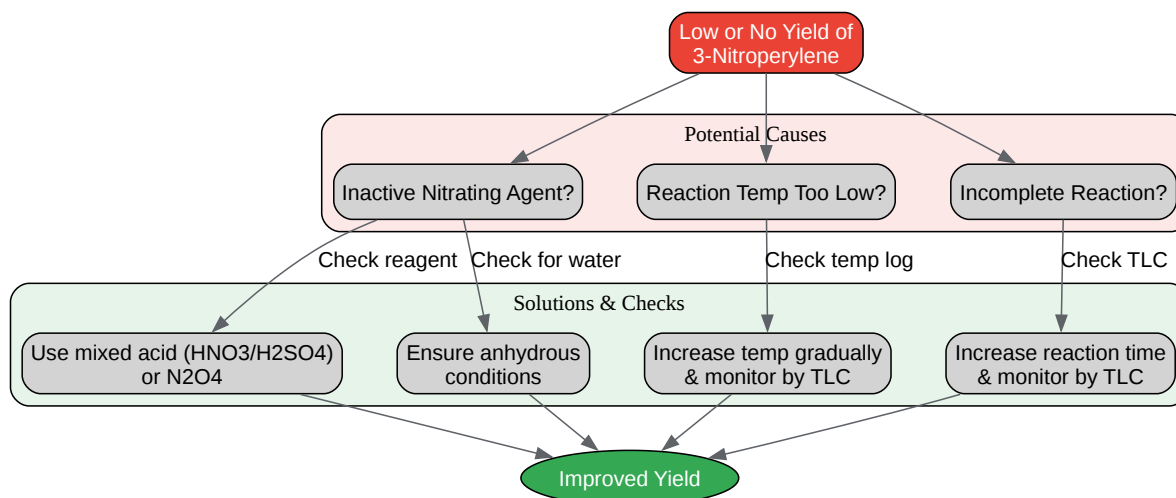 Low or No Yield of
3-Nitroperylene
Potential Causes
Inactive Nitrating Agent?
Reaction Temp Too Low?
Incomplete Reaction?
Check reagent
Check for water
Check temp log
Check TLC
Solutions & Checks
Use mixed acid (HNO3/H2SO4)
or N2O4
Ensure anhydrous
conditions
Increase temp gradually
& monitor by TLC
Increase reaction time
& monitor by TLC
Improved Yield